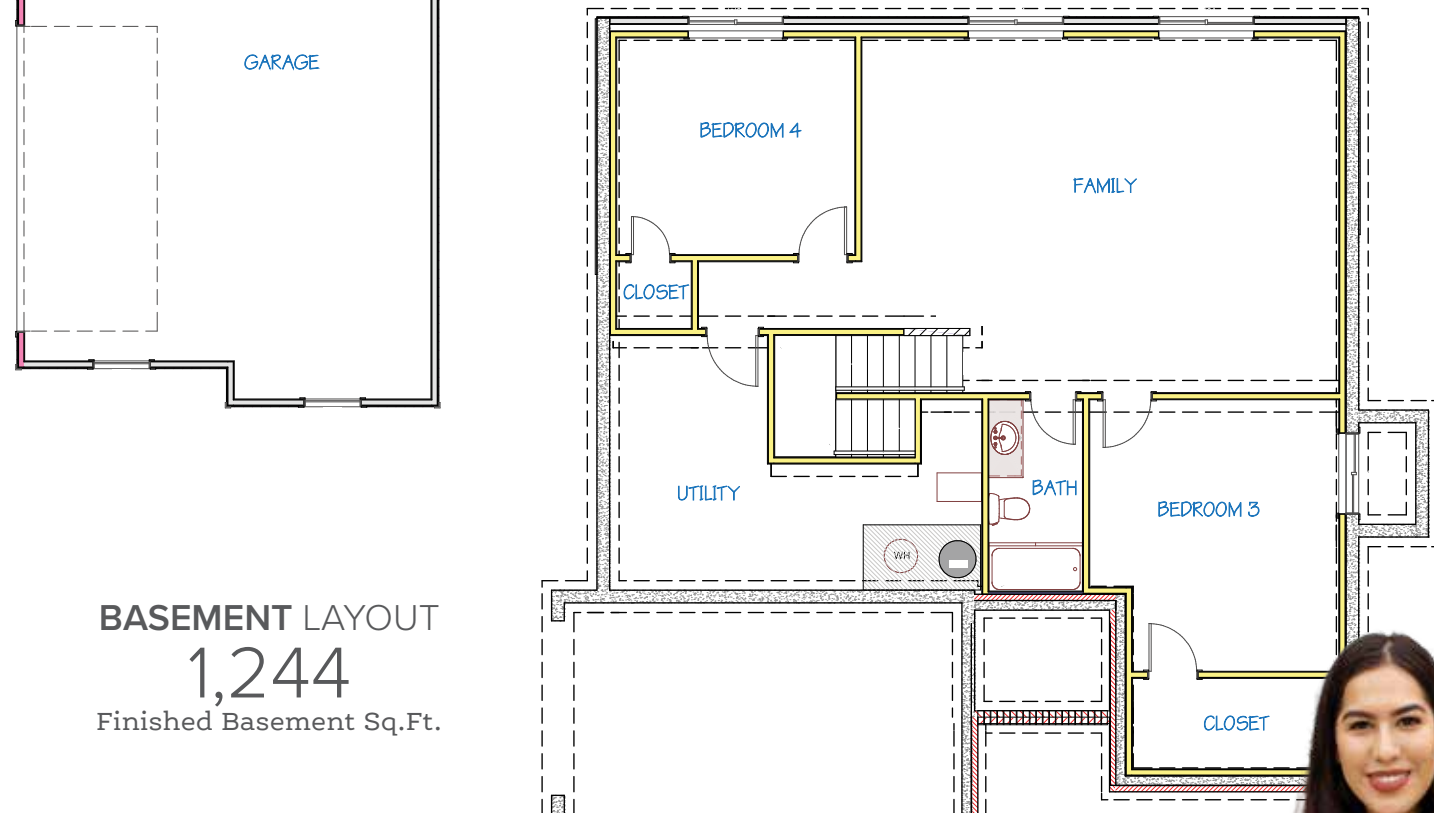 GARAGE
BEDROOM 4
FAMILY
CLOSET
UTILITY
BATH
BEDROOM 3
WH
CLOSET
BASEMENT LAYOUT
1,244
Finished Basement Sq.Ft.